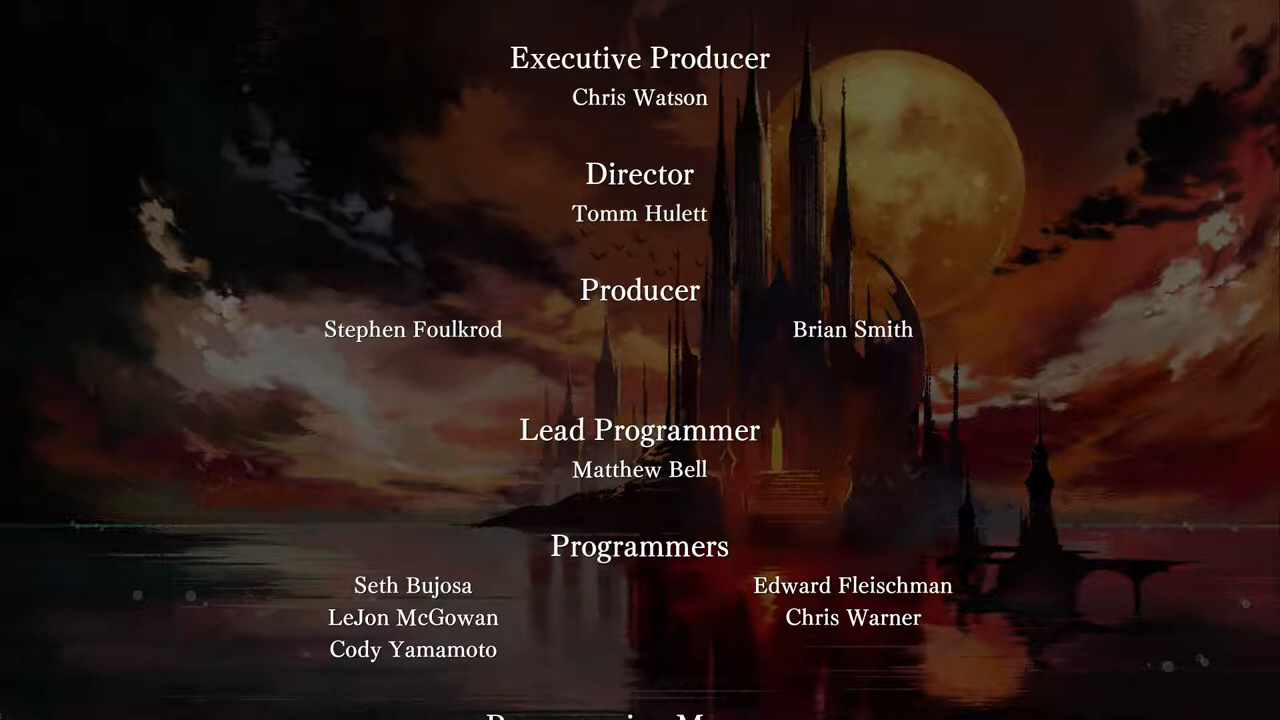 Executive Producer
Chris Watson
Director
Tomm Hulett
Producer
Stephen Foulkrod
Brian Smith
Lead Programmer
Matthew Bell
Programmers
Seth Bujosa
Edward Fleischman
LeJon McGowan
Chris Warner
Cody Yamamoto